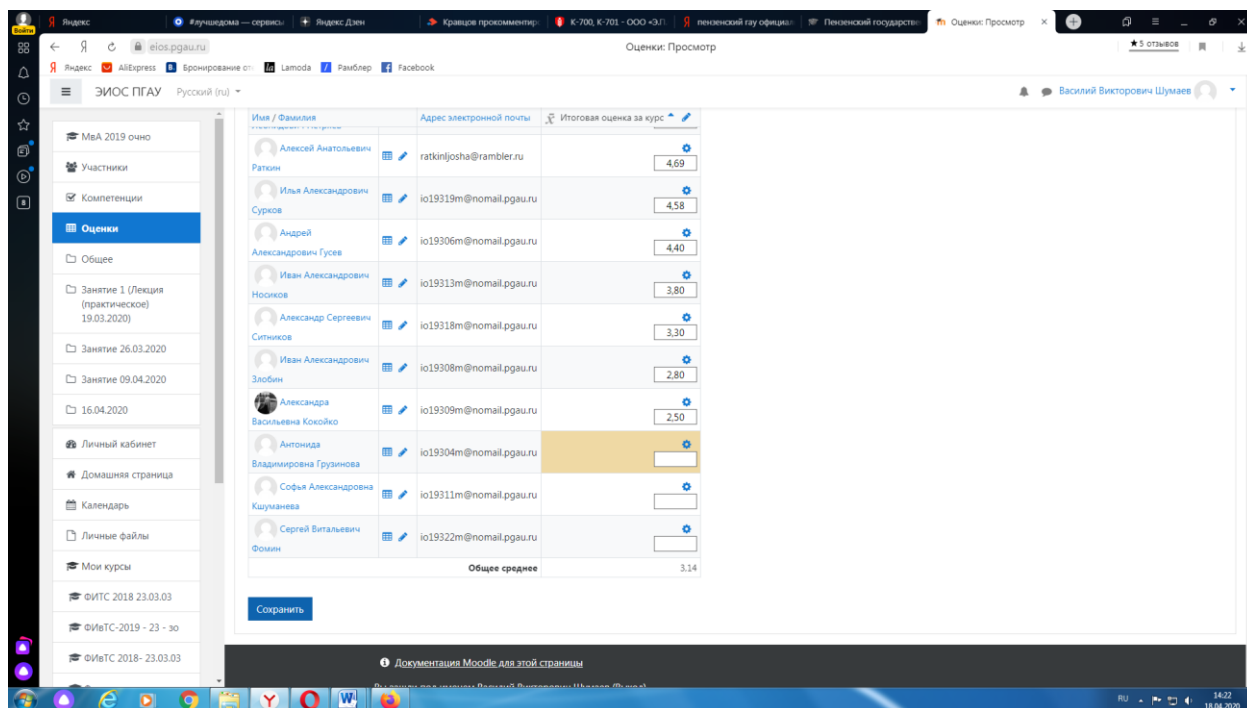 Яндекс
#лучшедома — сервисы
Яндекс Дзен
Кравцов прокомментир
К-700, К-701 - ООО «З.П.
пензенский гау официал
Пензенский государстве
Оценки: Просмотр
Войти
eios.pgau.ru
Оценки: Просмотр
★ 5 отзывов
Яндекс
AliExpress
Бронирование от
Lamoda
Рамблер
Facebook
ЭИОС ПГАУ Русский (ru)
Василий Викторович Шумаев
МвА 2019 очно
Участники
Компетенции
Оценки
Общее
Занятие 1 (Лекция
(практическое)
19.03.2020)
Занятие 26.03.2020
Занятие 09.04.2020
16.04.2020
Личный кабинет
Домашняя страница
Календарь
Личные файлы
Мои курсы
ФИТС 2018 23.03.03
ФИвТС-2019 - 23 - зо
ФИвТС 2018- 23.03.03
Имя / Фамилия Адрес электронной почты Итоговая оценка за курс
Алексей Анатольевич
Раткин
ratkinljosha@rambler.ru 4,69
Илья Александрович
Сурков
io19319m@nomail.pgau.ru 4,58
Андрей
Александрович Гусев
io19306m@nomail.pgau.ru 4,40
Иван Александрович
Носиков
io19313m@nomail.pgau.ru 3,80
Александр Сергеевич
Ситников
io19318m@nomail.pgau.ru 3,30
Иван Александрович
Злобин
io19308m@nomail.pgau.ru 2,80
Александра
Васильевна Кокойко
io19309m@nomail.pgau.ru 2,50
Антонида
Владимировна Грузинова
io19304m@nomail.pgau.ru
Софья Александровна
Кшуманева
io19311m@nomail.pgau.ru
Сергей Витальевич
Фомин
io19322m@nomail.pgau.ru
Общее среднее 3,14
Сохранить
Документация Moodle для этой страницы
Вы зашли под именем Василий Викторович Шумаев (Выход)
RU
14:22
18.04.2020